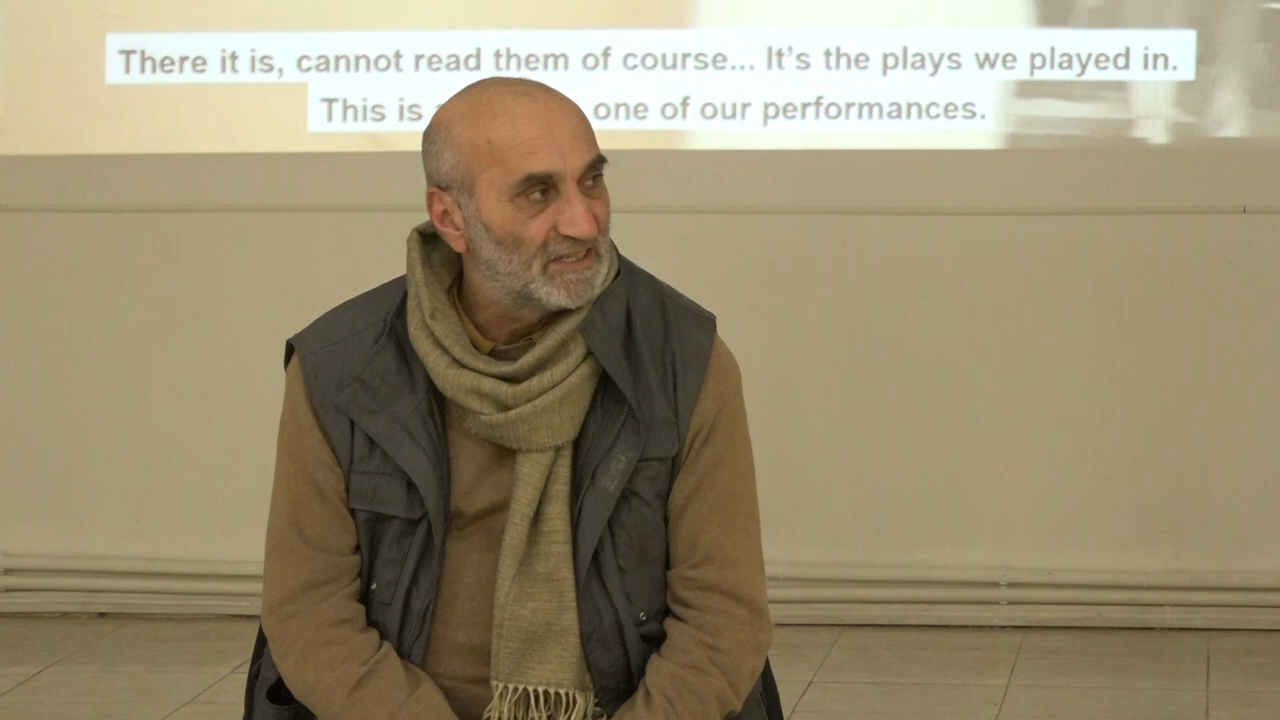 There it is, cannot read them of course... It's the plays we played in.
This is one of our performances.